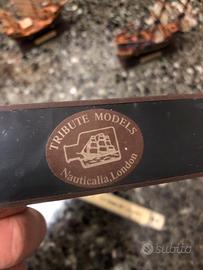 TRIBUTE MODELS
Nauticalia, London
subito